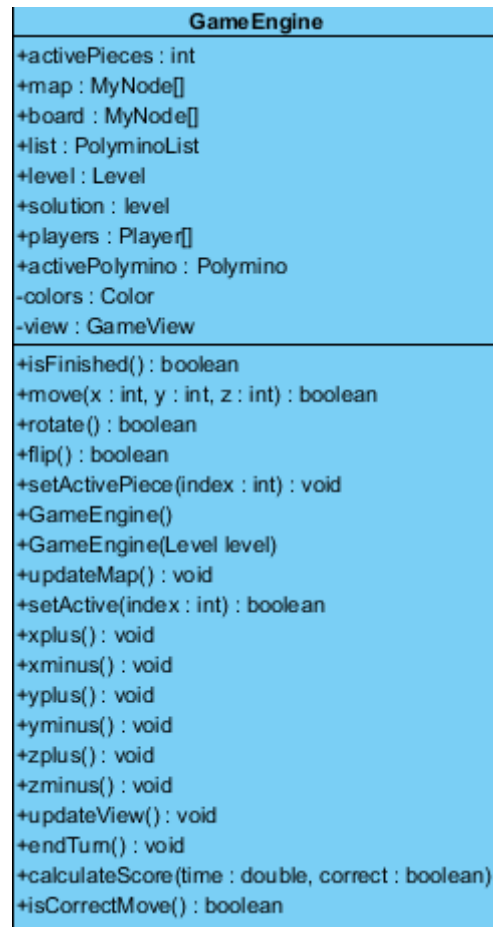 GameEngine
+activePieces : int
+map : MyNode[]
+board : MyNode[]
+list : PolyminoList
+level : Level
+solution : level
+players : Player[]
+activePolymino : Polymino
-colors : Color
-view : GameView
+isFinished() : boolean
+move(x : int, y : int, z : int) : boolean
+rotate() : boolean
+flip() : boolean
+setActivePiece(index : int) : void
+GameEngine()
+GameEngine(Level level)
+updateMap() : void
+setActive(index : int) : boolean
+xplus() : void
+xminus() : void
+yplus() : void
+yminus() : void
+zplus() : void
+zminus() : void
+updateView() : void
+endTurn() : void
+calculateScore(time : double, correct : boolean)
+isCorrectMove() : boolean